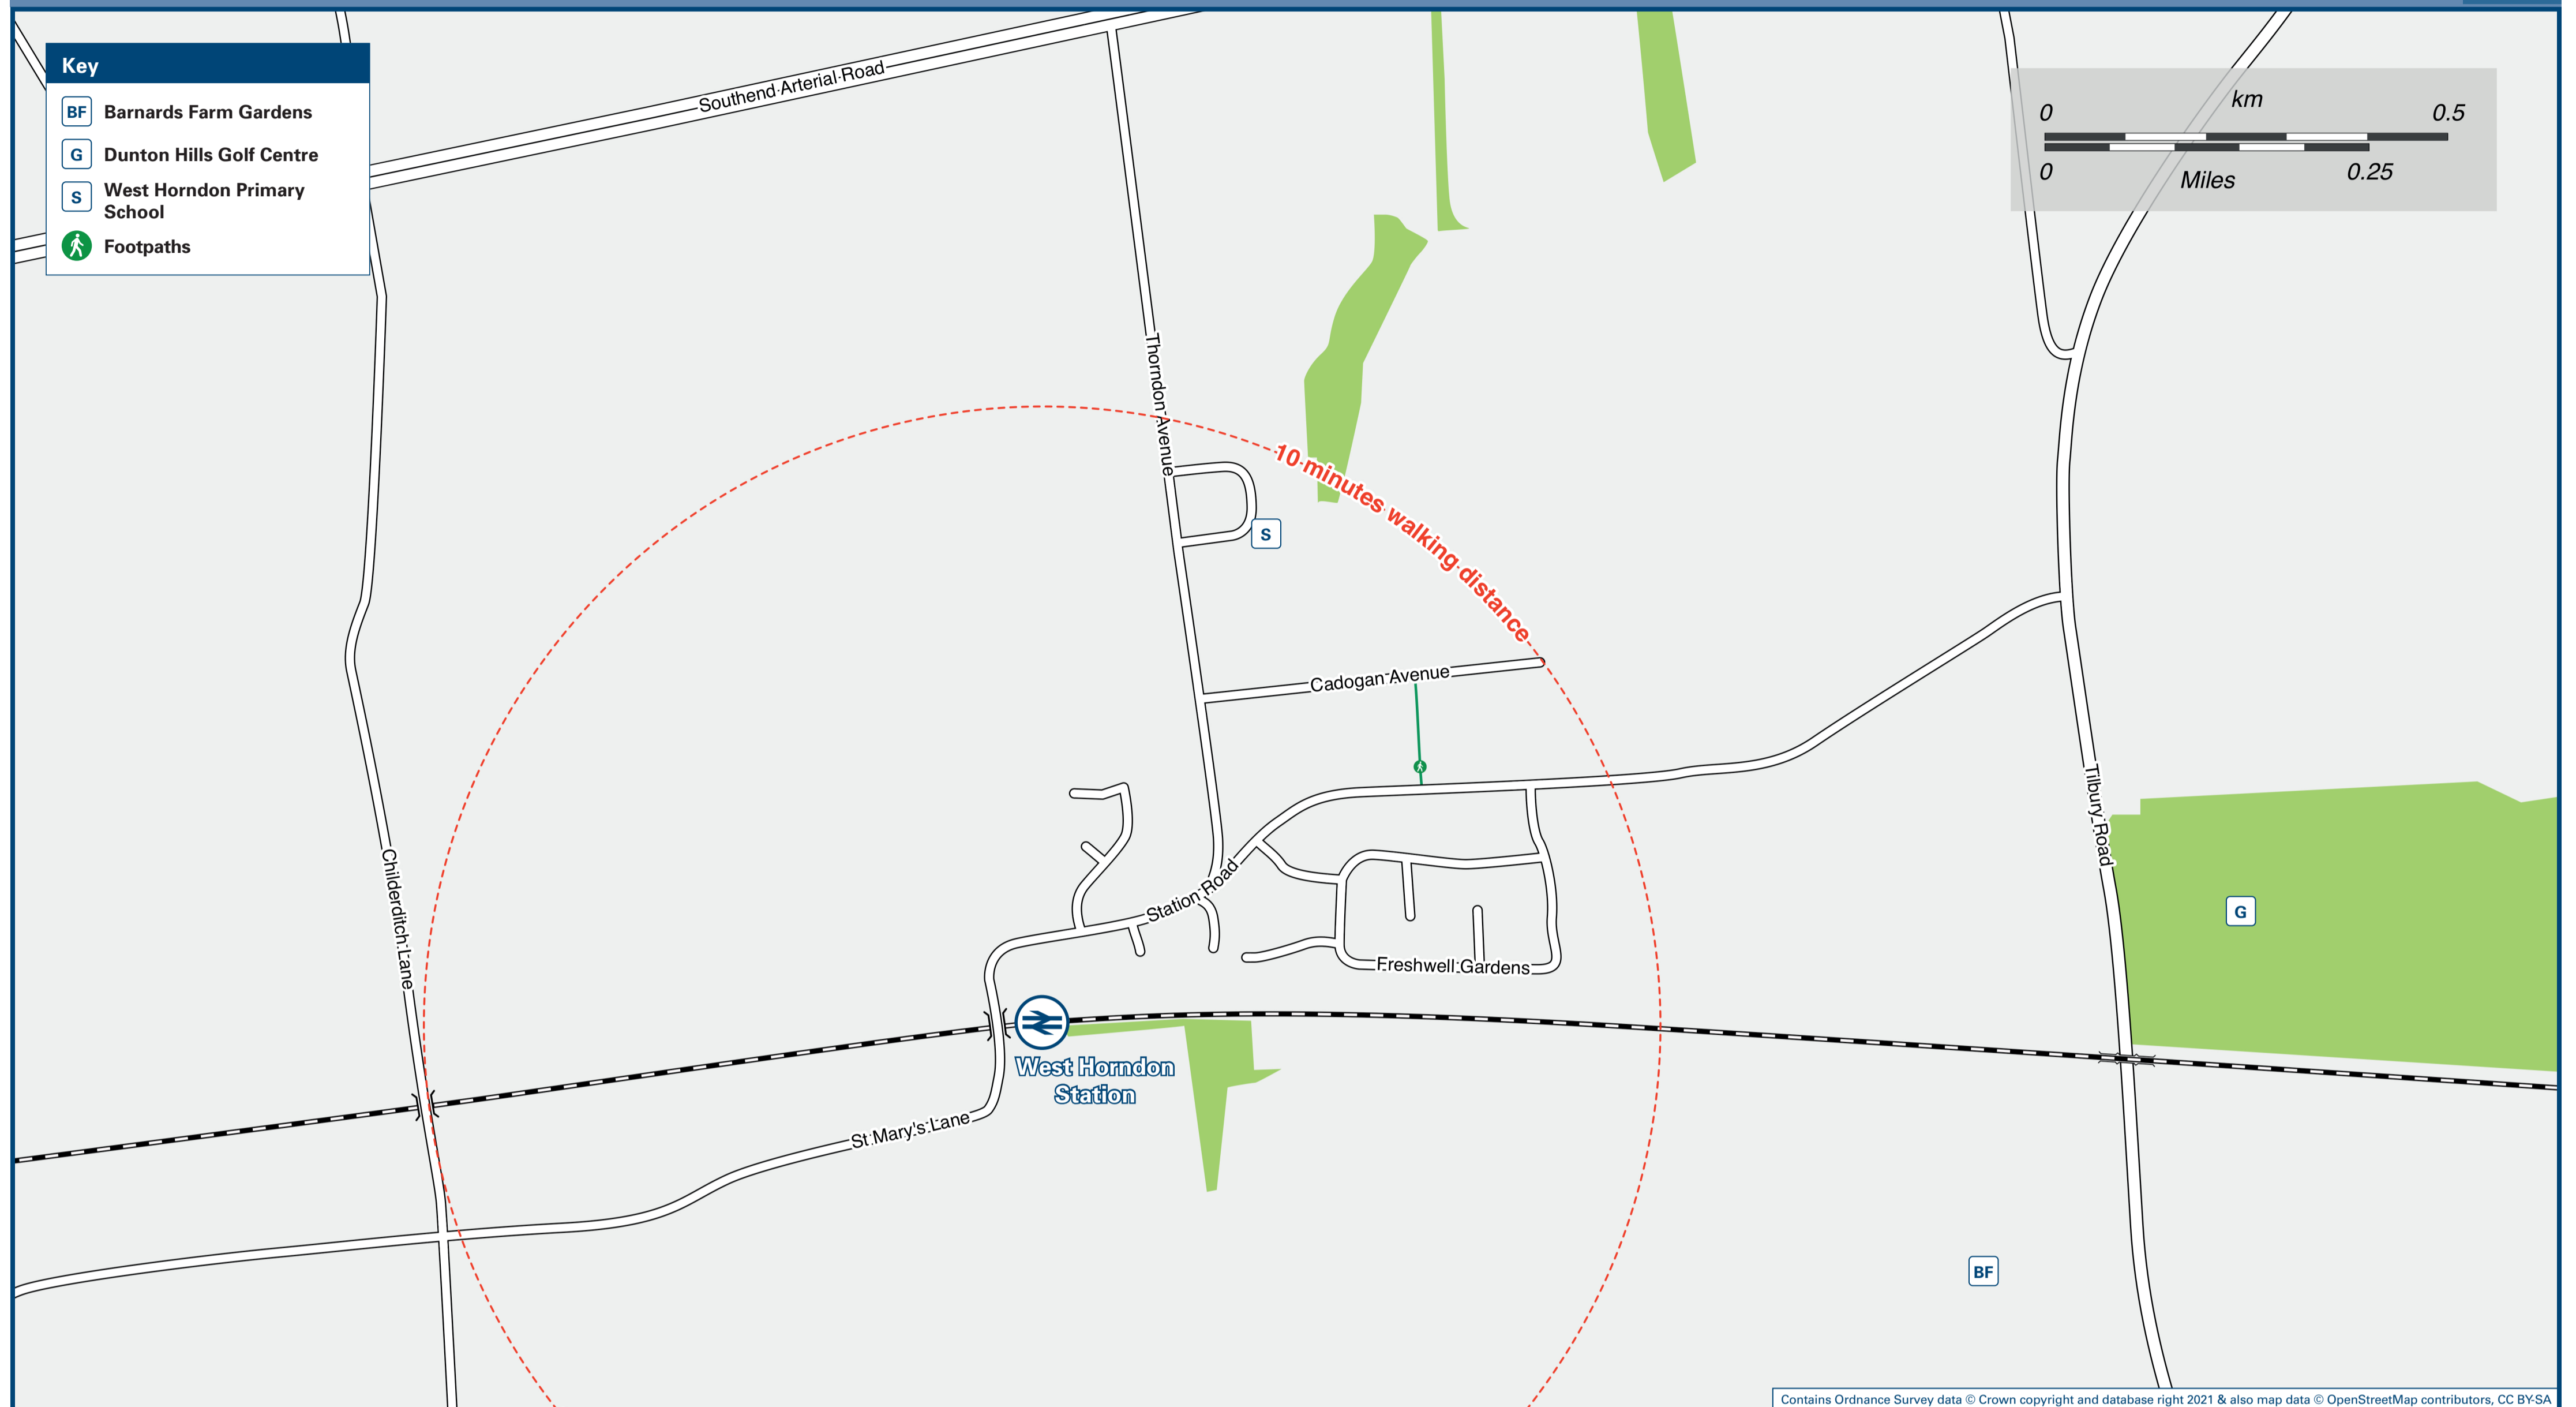 Key
BF Barnards Farm Gardens
G Dunton Hills Golf Centre
S West Horndon Primary
School
Footpaths
Southend Arterial Road
km
0 0.5
0 0.25
Miles
Thorndon Avenue
10 minutes walking distance
S
Cadogan Avenue
Tilbury Road
Childerditch Lane
Station Road
G
Freshwell Gardens
West Horndon
Station
St Mary's Lane
BF
Contains Ordnance Survey data © Crown copyright and database right 2021 & also map data © OpenStreetMap contributors, CC BY-SA